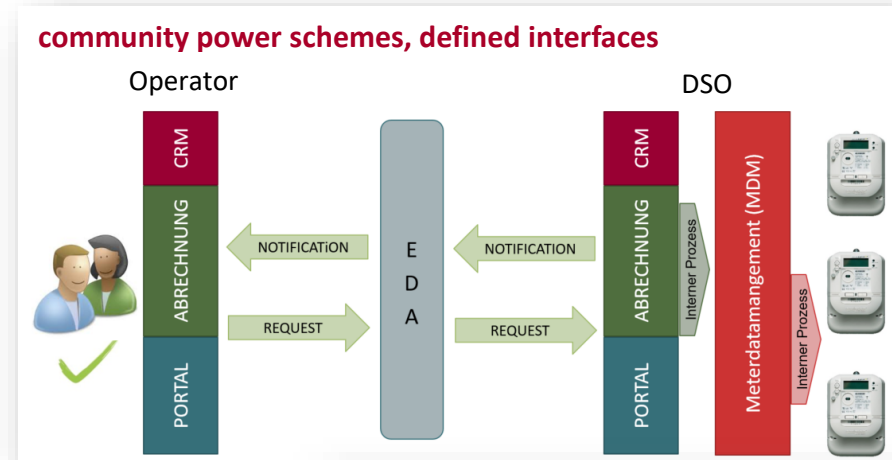 community power schemes, defined interfaces
Operator
DSO
CRM
ABRECHNUNG
PORTAL
NOTIFICATiON
REQUEST
E
D
A
NOTIFICATION
REQUEST
CRM
ABRECHNUNG
PORTAL
Interner Prozess
Meterdatamangement (MDM)
Interner Prozess